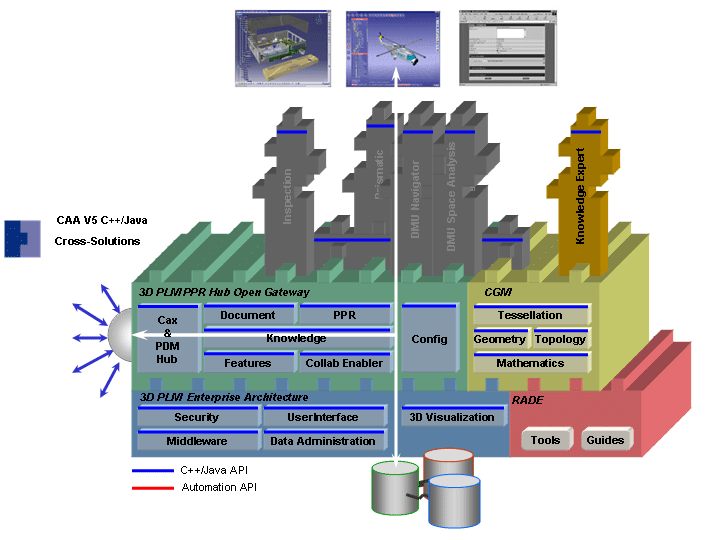 Inspection
Prismatic
DMU Navigator
DMU Space Analysis
Knowledge Expert
CAA V5 C++/Java
Cross-Solutions
3D PLM/PPR Hub Open Gateway
CGM
Cax
&
PDM
Hub
Document
PPR
Knowledge
Features
Collab Enabler
Config
Tessellation
Geometry
Topology
Mathematics
3D PLM Enterprise Architecture
RADE
Security
UserInterface
3D Visualization
Middleware
Data Administration
Tools
Guides
C++/Java API
Automation API